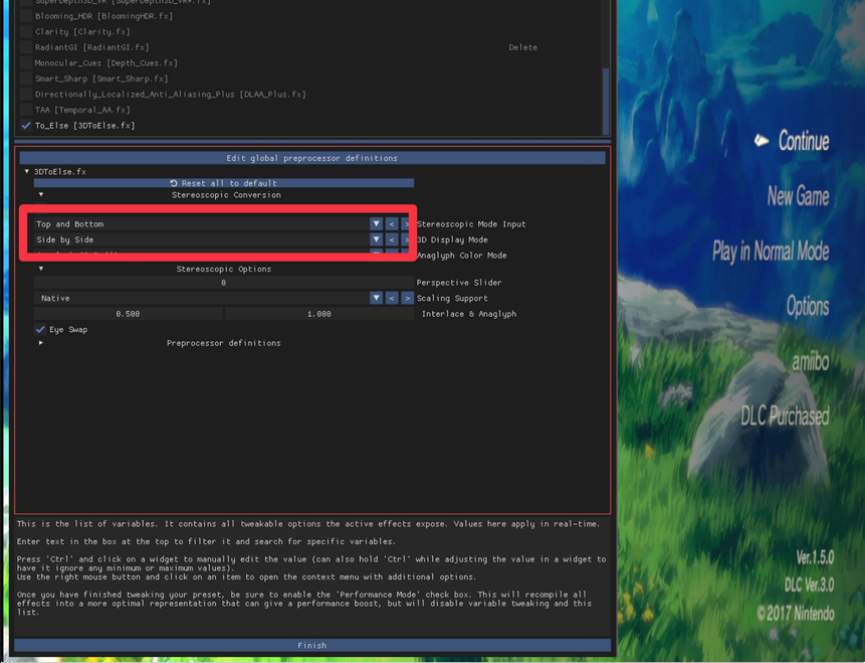 SuperDepth3D_VR [SuperDepth3D_VR+.fx]
Blooming_HDR [BloomingHDR.fx]
Clarity [Clarity.fx]
RadiantGI [RadiantGI.fx]
Delete
Monocular_Cues [Depth_Cues.fx]
Smart_Sharp [Smart_Sharp.fx]
Directionally_Localized_Anti_Aliasing_Plus [DLAA_Plus.fx]
TAA [Temporal_AA.fx]
To_Else [3DToElse.fx]
Edit global preprocessor definitions
3DToElse.fx
Reset all to default
Stereoscopic Conversion
Top and Bottom < > Stereoscopic Mode Input
Side by Side < > 3D Display Mode
Anaglyph Color Mode
Stereoscopic Options
0 Perspective Slider
Native < > Scaling Support
0.500 1.000 Interlace & Anaglyph
Eye Swap
Preprocessor definitions
This is the list of variables. It contains all tweakable options the active effects expose. Values here apply in real-time.
Enter text in the box at the top to filter it and search for specific variables.
Press 'Ctrl' and click on a widget to manually edit the value (can also hold 'Ctrl' while adjusting the value in a widget to
have it ignore any minimum or maximum values).
Use the right mouse button and click on an item to open the context menu with additional options.
Once you have finished tweaking your preset, be sure to enable the 'Performance Mode' check box. This will recompile all
effects into a more optimal representation that can give a performance boost, but will disable variable tweaking and this
list.
Finish
Continue
New Game
Play in Normal Mode
Options
amiibo
DLC Purchased
Ver.1.5.0
DLC Ver.3.0
© 2017 Nintendo